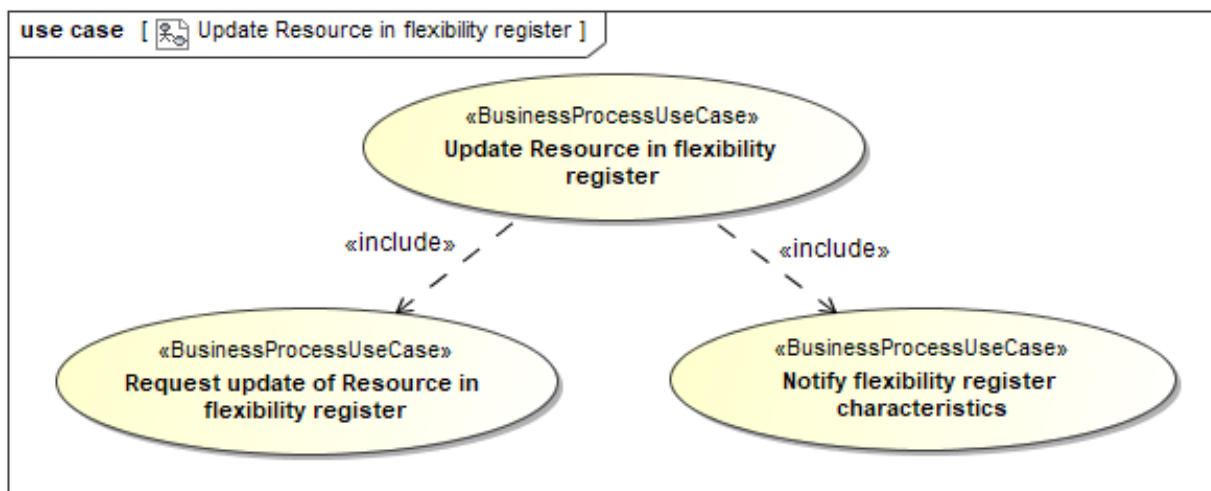 use case [ Update Resource in flexibility register ]
«BusinessProcessUseCase»
Update Resource in flexibility
register
«include»
«include»
«BusinessProcessUseCase»
Request update of Resource in
flexibility register
«BusinessProcessUseCase»
Notify flexibility register
characteristics